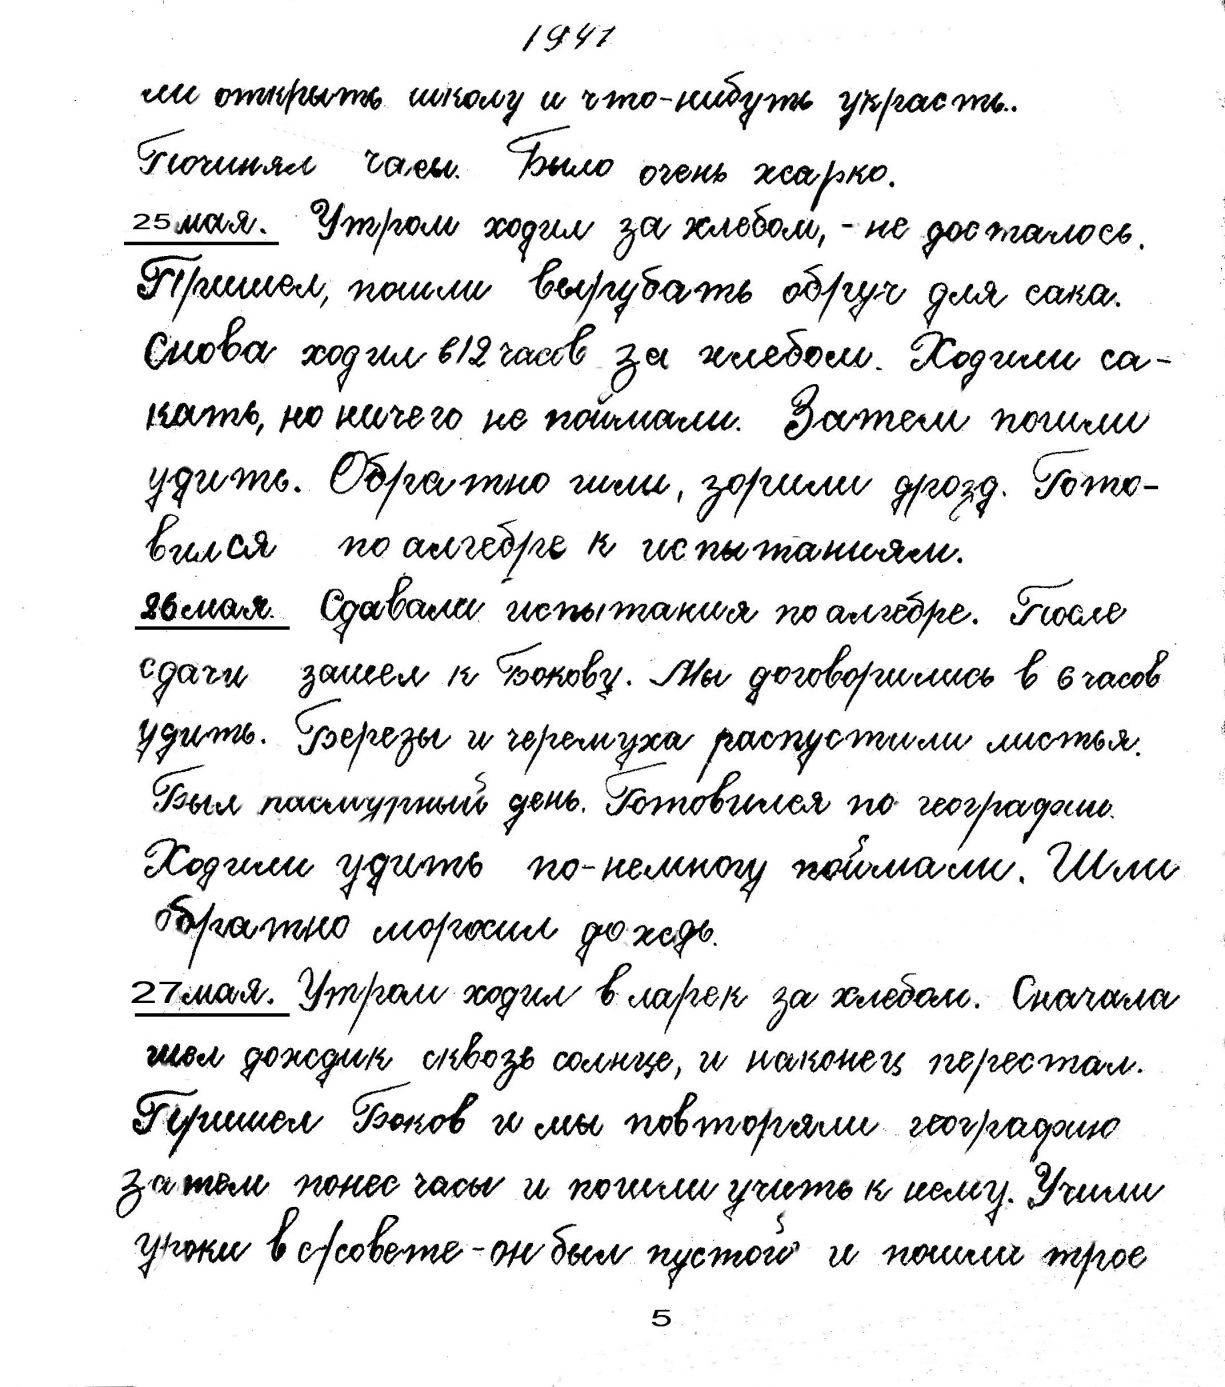 1941
ли открыть школу и что-нибуть украсть..
Починял часы. Было очень жарко.
25 мая. Утром ходил за хлебом, - не досталось.
Пришел, пошли вырубать обруч для сака.
Снова ходил в 12 часов за хлебом. Ходили са-
кать, но ничего не поймали. Затем пошли
удить. Обратно шли, зорили дрозд. Гото-
вился по алгебре к испытаниям.
26 мая. Сдавали испытания по алгебре. После
сдачи зашел к Бокову. Мы договорились в 6 часов
удить. Березы и черемуха распустили листья.
Был пасмурный день. Готовился по географии.
Ходили удить по-немногу поймали. Шли
обратно моросил дождь.
27 мая. Утром ходил в ларек за хлебом. Сначала
шел дождик сквозь солнце, и наконец перестал.
Пришел Боков и мы повторяли географию
затем понес часы и пошли учить к нему. Учили
уроки в с/совете - он был пустой и пошли трое
5